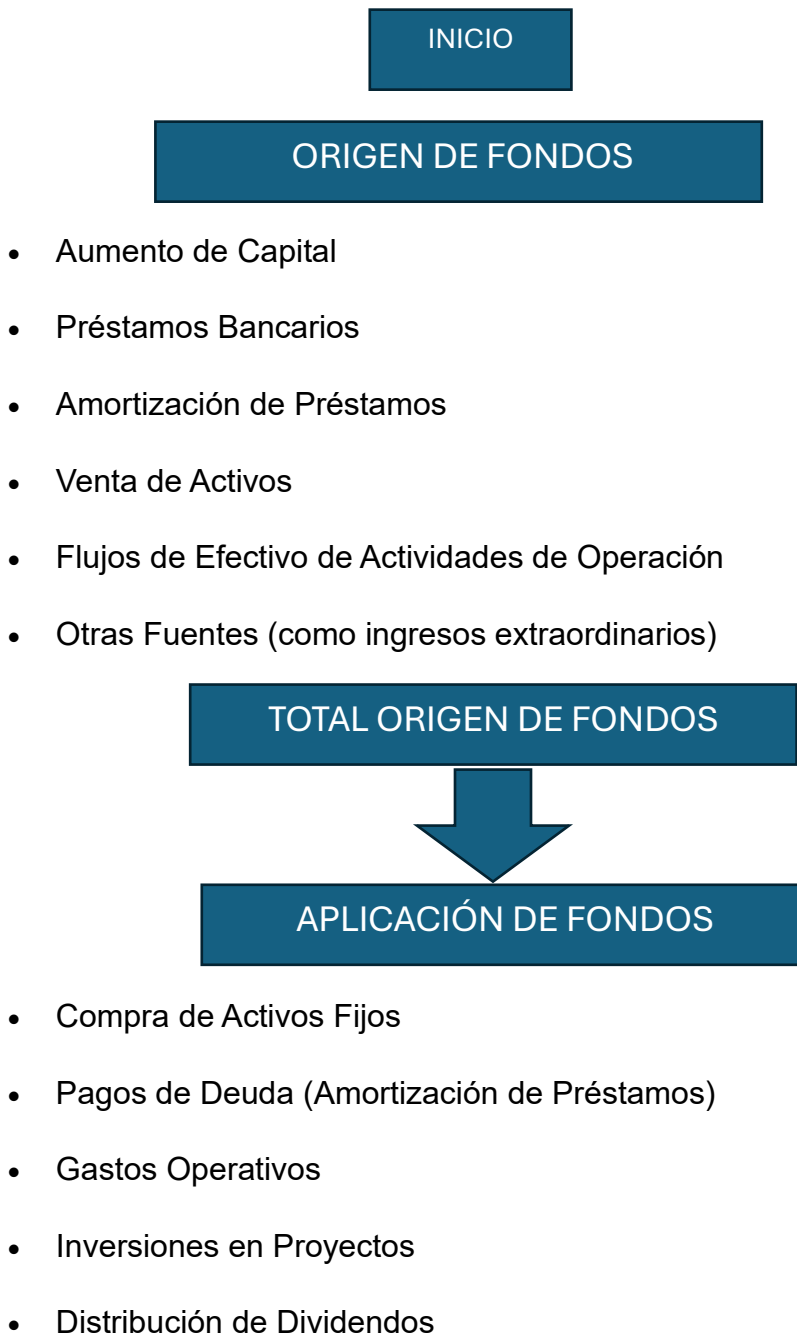 INICIO
ORIGEN DE FONDOS
• Aumento de Capital
• Préstamos Bancarios
• Amortización de Préstamos
• Venta de Activos
• Flujos de Efectivo de Actividades de Operación
• Otras Fuentes (como ingresos extraordinarios)
TOTAL ORIGEN DE FONDOS
APLICACIÓN DE FONDOS
• Compra de Activos Fijos
• Pagos de Deuda (Amortización de Préstamos)
• Gastos Operativos
• Inversiones en Proyectos
• Distribución de Dividendos